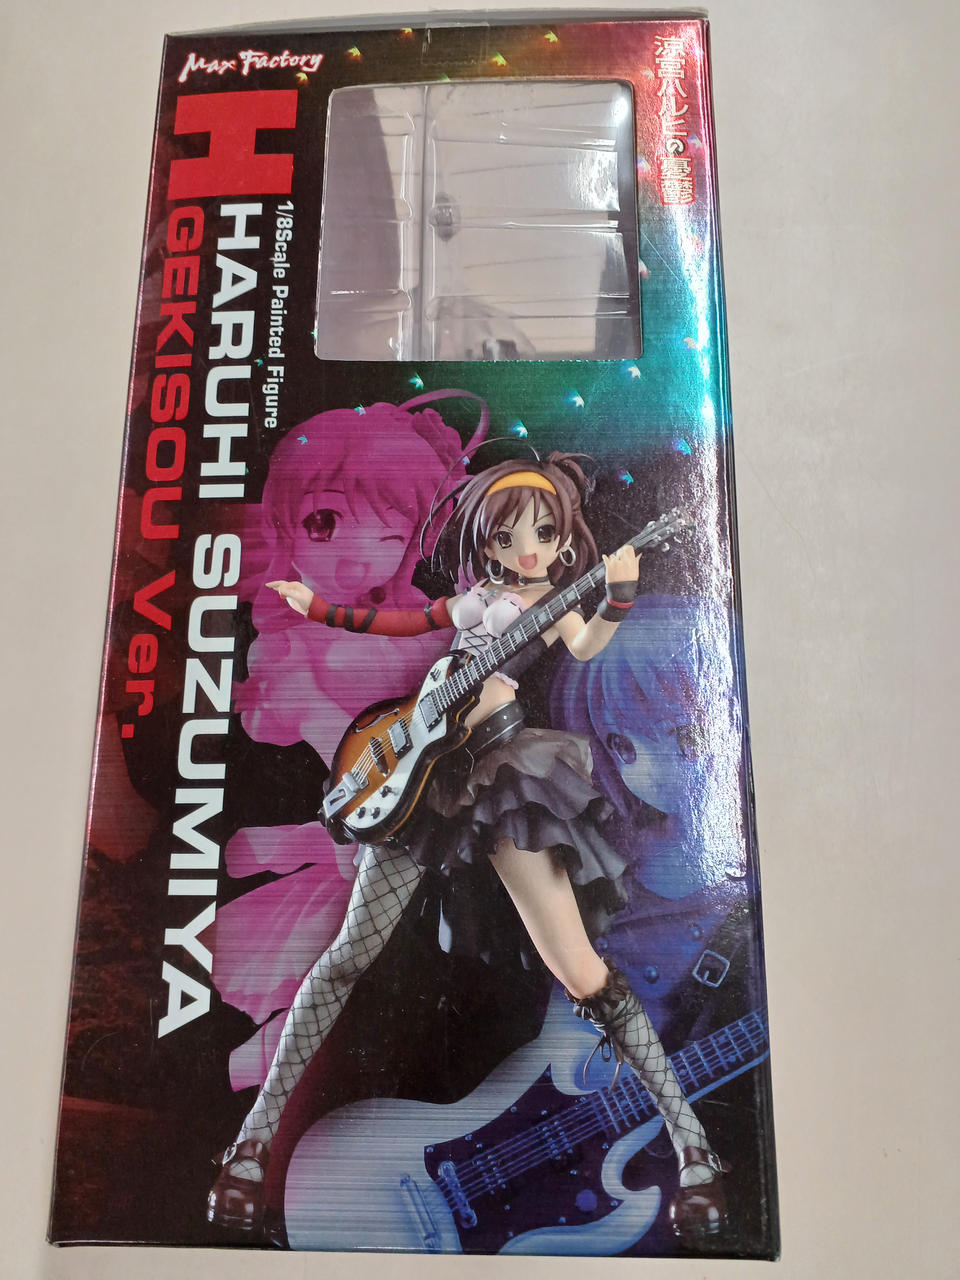 Max Factory
涼宮ハルヒの憂鬱
H
1/8Scale Painted Figure
HARUHI SUZUMIYA
GEKISOU Ver.